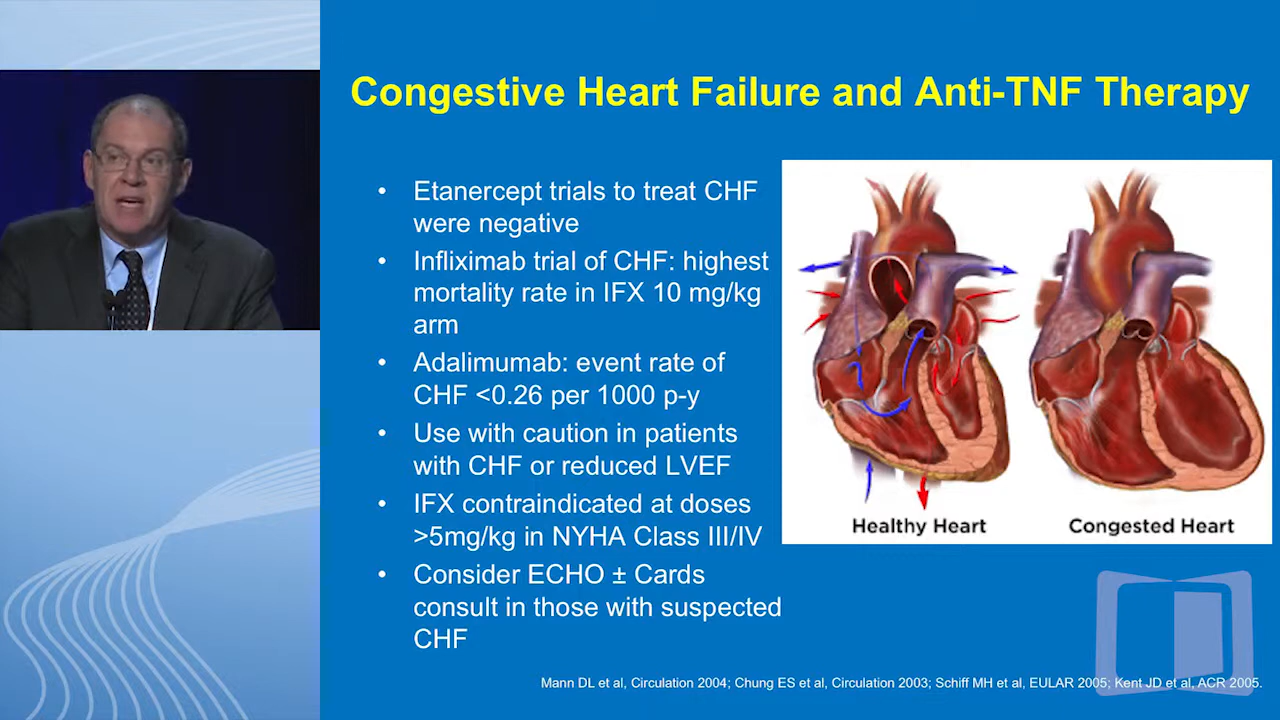 Congestive Heart Failure and Anti-TNF Therapy
• Etanercept trials to treat CHF
were negative
• Infliximab trial of CHF: highest
mortality rate in IFX 10 mg/kg
arm
• Adalimumab: event rate of
CHF <0.26 per 1000 p-y
• Use with caution in patients
with CHF or reduced LVEF
• IFX contraindicated at doses
>5mg/kg in NYHA Class III/IV
• Consider ECHO ± Cards
consult in those with suspected
CHF
Healthy Heart
Congested Heart
Mann DL et al, Circulation 2004; Chung ES et al, Circulation 2003; Schiff MH et al, EULAR 2005; Kent JD et al, ACR 2005.